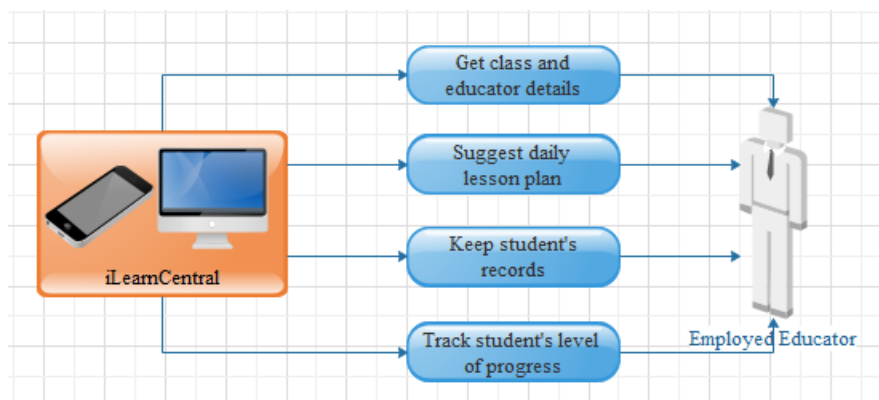 Get class and
educator details
Suggest daily
lesson plan
Keep student's
records
iLearnCentral
Track student's level
of progress
Employed Educator